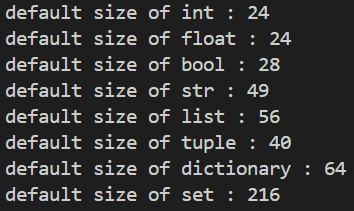 default size of int : 24
default size of float : 24
default size of bool : 28
default size of str : 49
default size of list : 56
default size of tuple : 40
default size of dictionary : 64
default size of set : 216